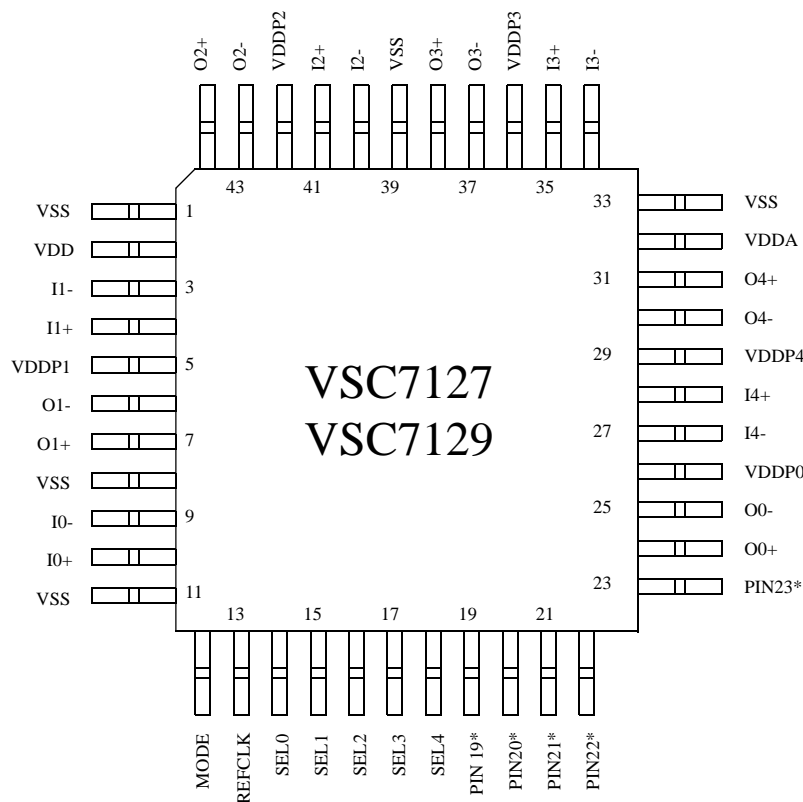 O2+
O2-
VDDP2
I2+
I2-
VSS
O3+
O3-
VDDP3
I3+
I3-
43
41
39
37
35
33
VSS
VDDA
31
O4+
O4-
29
VDDP4
I4+
27
I4-
VDDP0
25
O0-
O0+
23
PIN23*
VSS
1
VDD
I1-
3
I1+
VDDP1
5
O1-
O1+
7
VSS
I0-
9
I0+
VSS
11
VSC7127
VSC7129
13
15
17
19
21
MODE
REFCLK
SEL0
SEL1
SEL2
SEL3
SEL4
PIN 19*
PIN20*
PIN21*
PIN22*